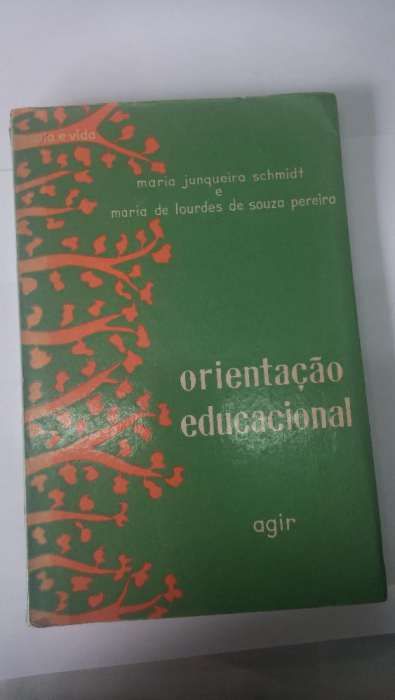 e vida
maria junqueira schmidt
e
maria de lourdes de souza pereira
orientação
educacional
agir